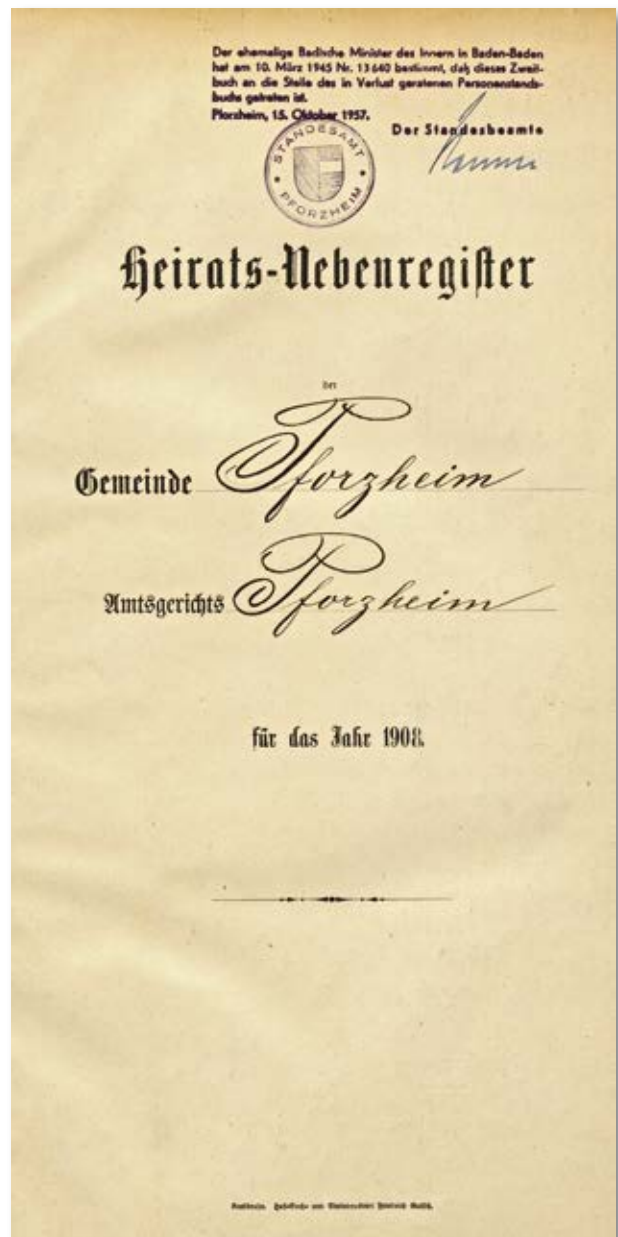 Der ehemalige Badische Minister des Innern in Baden-Baden
hat am 10. März 1945 Nr. 13640 bestimmt, daß dieses Zweit-
buch an die Stelle des in Verlust geratenen Personenstands-
buchs getreten ist.
Pforzheim, 15. Oktober 1957.
Der Standesbeamte
STANDESAMT
PFORZHEIM
Heirats-Nebenregister
der
Gemeinde Pforzheim
Amtsgerichts Pforzheim
für das Jahr 1908.